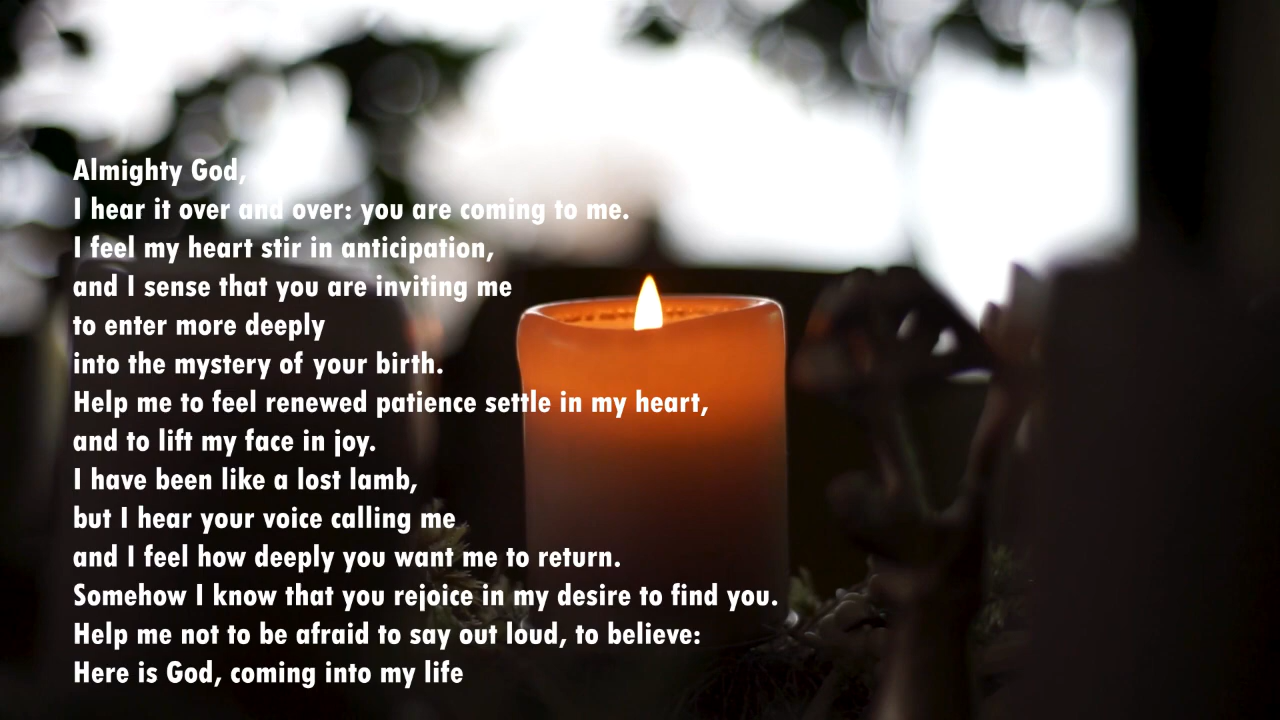 Almighty God,
I hear it over and over: you are coming to me.
I feel my heart stir in anticipation,
and I sense that you are inviting me
to enter more deeply
into the mystery of your birth.
Help me to feel renewed patience settle in my heart,
and to lift my face in joy.
I have been like a lost lamb,
but I hear your voice calling me
and I feel how deeply you want me to return.
Somehow I know that you rejoice in my desire to find you.
Help me not to be afraid to say out loud, to believe:
Here is God, coming into my life